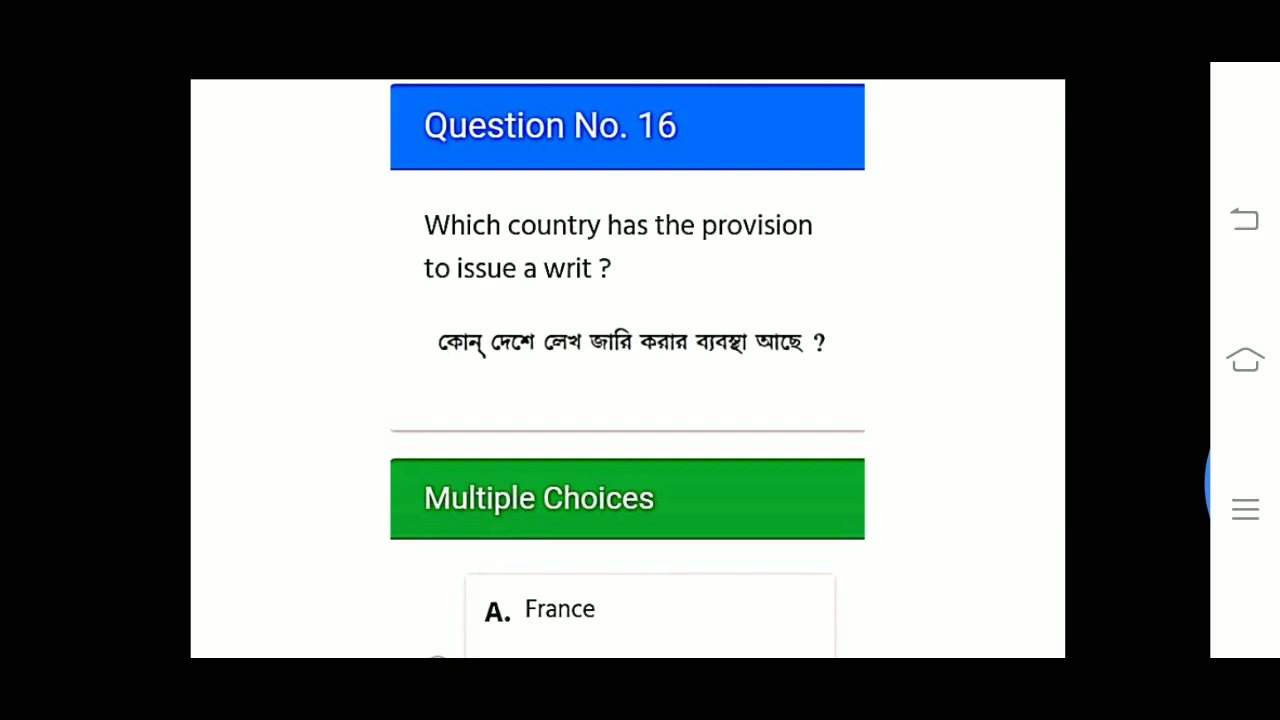 Question No. 16
Which country has the provision
to issue a writ ?
কোন্ দেশে লেখ জারি করার ব্যবস্থা আছে ?
Multiple Choices
A. France